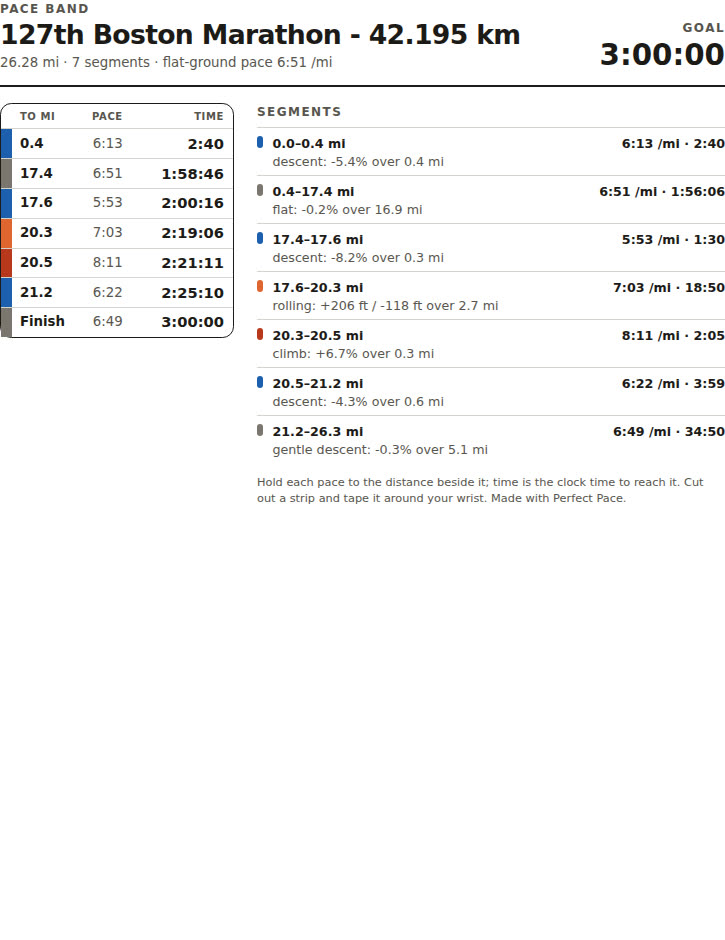 PACE BAND
127th Boston Marathon - 42.195 km
26.28 mi · 7 segments · flat-ground pace 6:51 /mi
GOAL
3:00:00
TO MI PACE TIME
0.4 6:13 2:40
17.4 6:51 1:58:46
17.6 5:53 2:00:16
20.3 7:03 2:19:06
20.5 8:11 2:21:11
21.2 6:22 2:25:10
Finish 6:49 3:00:00
SEGMENTS
0.0–0.4 mi 6:13 /mi · 2:40
descent: -5.4% over 0.4 mi
0.4–17.4 mi 6:51 /mi · 1:56:06
flat: -0.2% over 16.9 mi
17.4–17.6 mi 5:53 /mi · 1:30
descent: -8.2% over 0.3 mi
17.6–20.3 mi 7:03 /mi · 18:50
rolling: +206 ft / -118 ft over 2.7 mi
20.3–20.5 mi 8:11 /mi · 2:05
climb: +6.7% over 0.3 mi
20.5–21.2 mi 6:22 /mi · 3:59
descent: -4.3% over 0.6 mi
21.2–26.3 mi 6:49 /mi · 34:50
gentle descent: -0.3% over 5.1 mi
Hold each pace to the distance beside it; time is the clock time to reach it. Cut
out a strip and tape it around your wrist. Made with Perfect Pace.